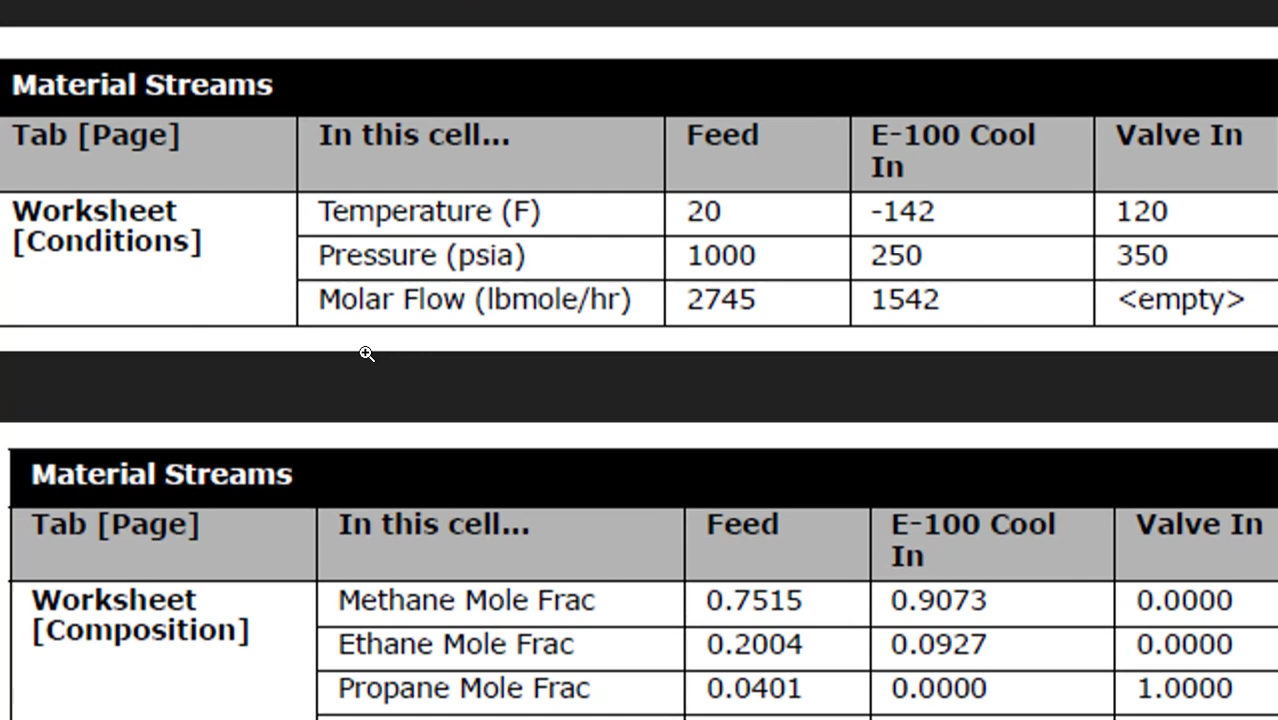 Material Streams
Tab [Page] In this cell... Feed E-100 Cool In Valve In
Worksheet [Conditions] Temperature (F) 20 -142 120
Pressure (psia) 1000 250 350
Molar Flow (lbmole/hr) 2745 1542 <empty>
Material Streams
Tab [Page] In this cell... Feed E-100 Cool In Valve In
Worksheet [Composition] Methane Mole Frac 0.7515 0.9073 0.0000
Ethane Mole Frac 0.2004 0.0927 0.0000
Propane Mole Frac 0.0401 0.0000 1.0000